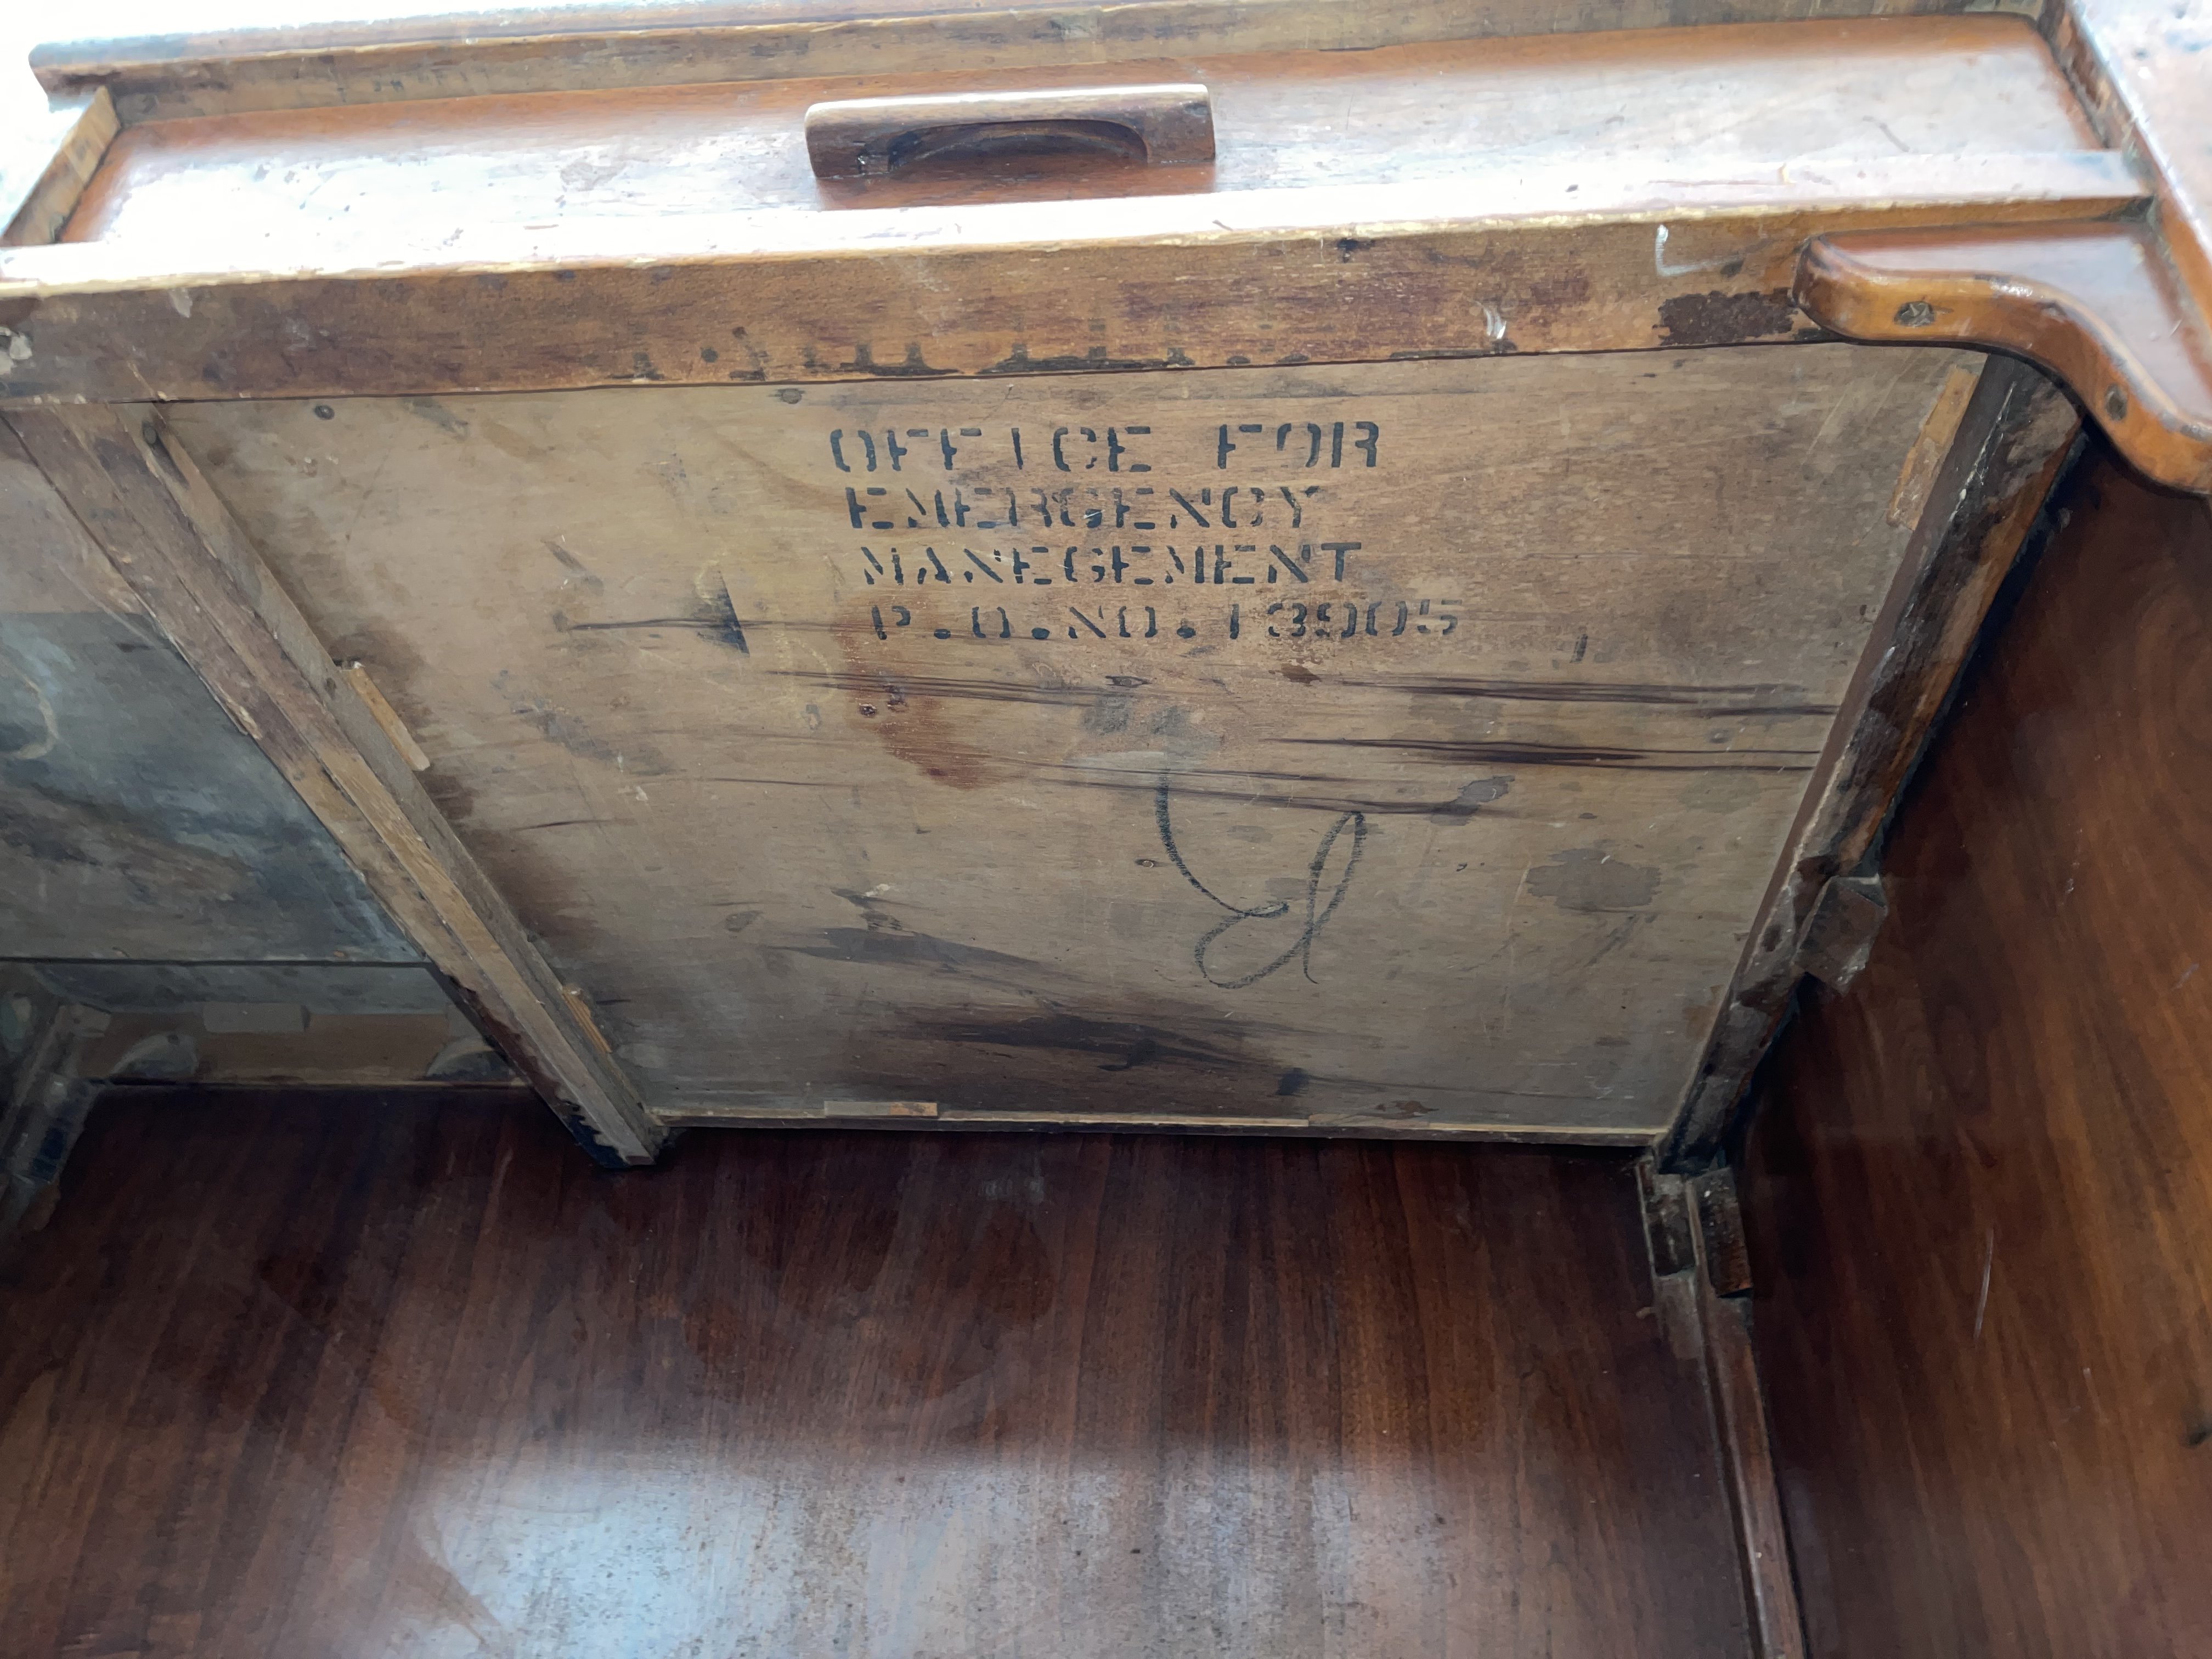 OFFICE FOR
EMERGENCY
MANEGEMENT
P.O.NO.13905